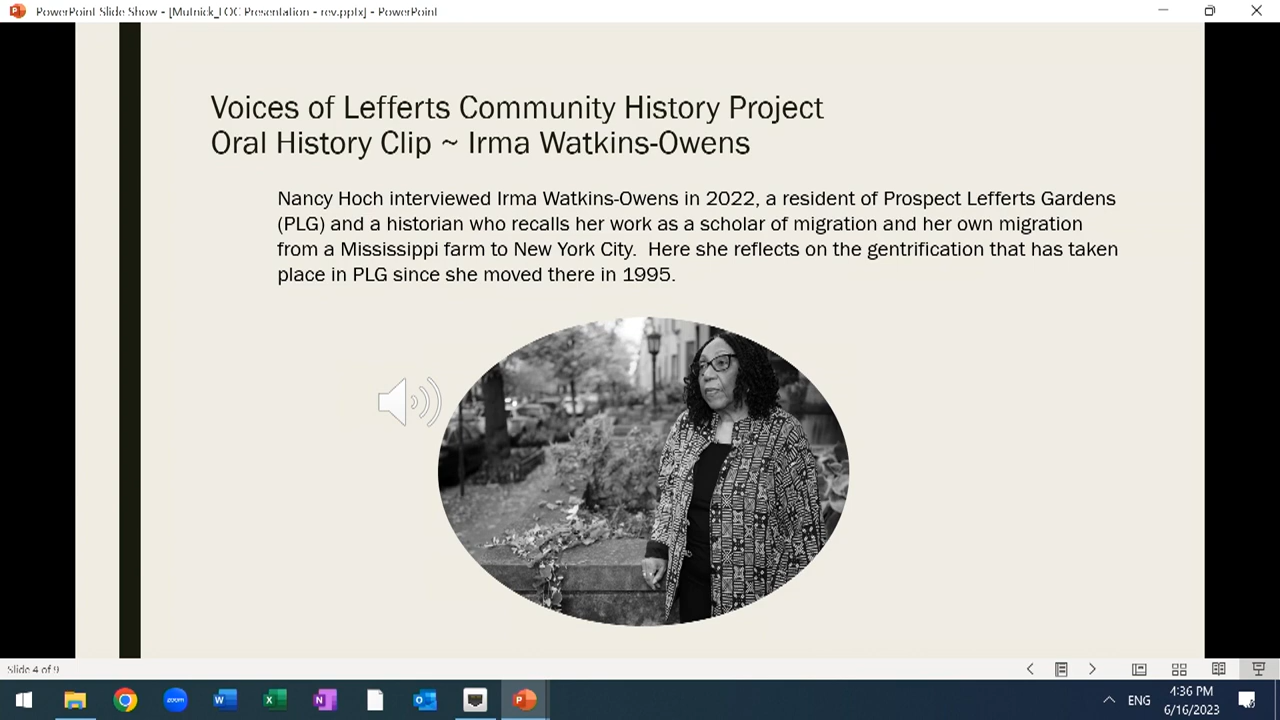 PowerPoint Slide Show - [Mutnick_LOC Presentation - rev.pptx] - PowerPoint
Voices of Lefferts Community History Project
Oral History Clip ~ Irma Watkins-Owens
Nancy Hoch interviewed Irma Watkins-Owens in 2022, a resident of Prospect Lefferts Gardens
(PLG) and a historian who recalls her work as a scholar of migration and her own migration
from a Mississippi farm to New York City.  Here she reflects on the gentrification that has taken
place in PLG since she moved there in 1995.
Slide 4 of 9
zoom
ENG
4:36 PM
6/16/2023